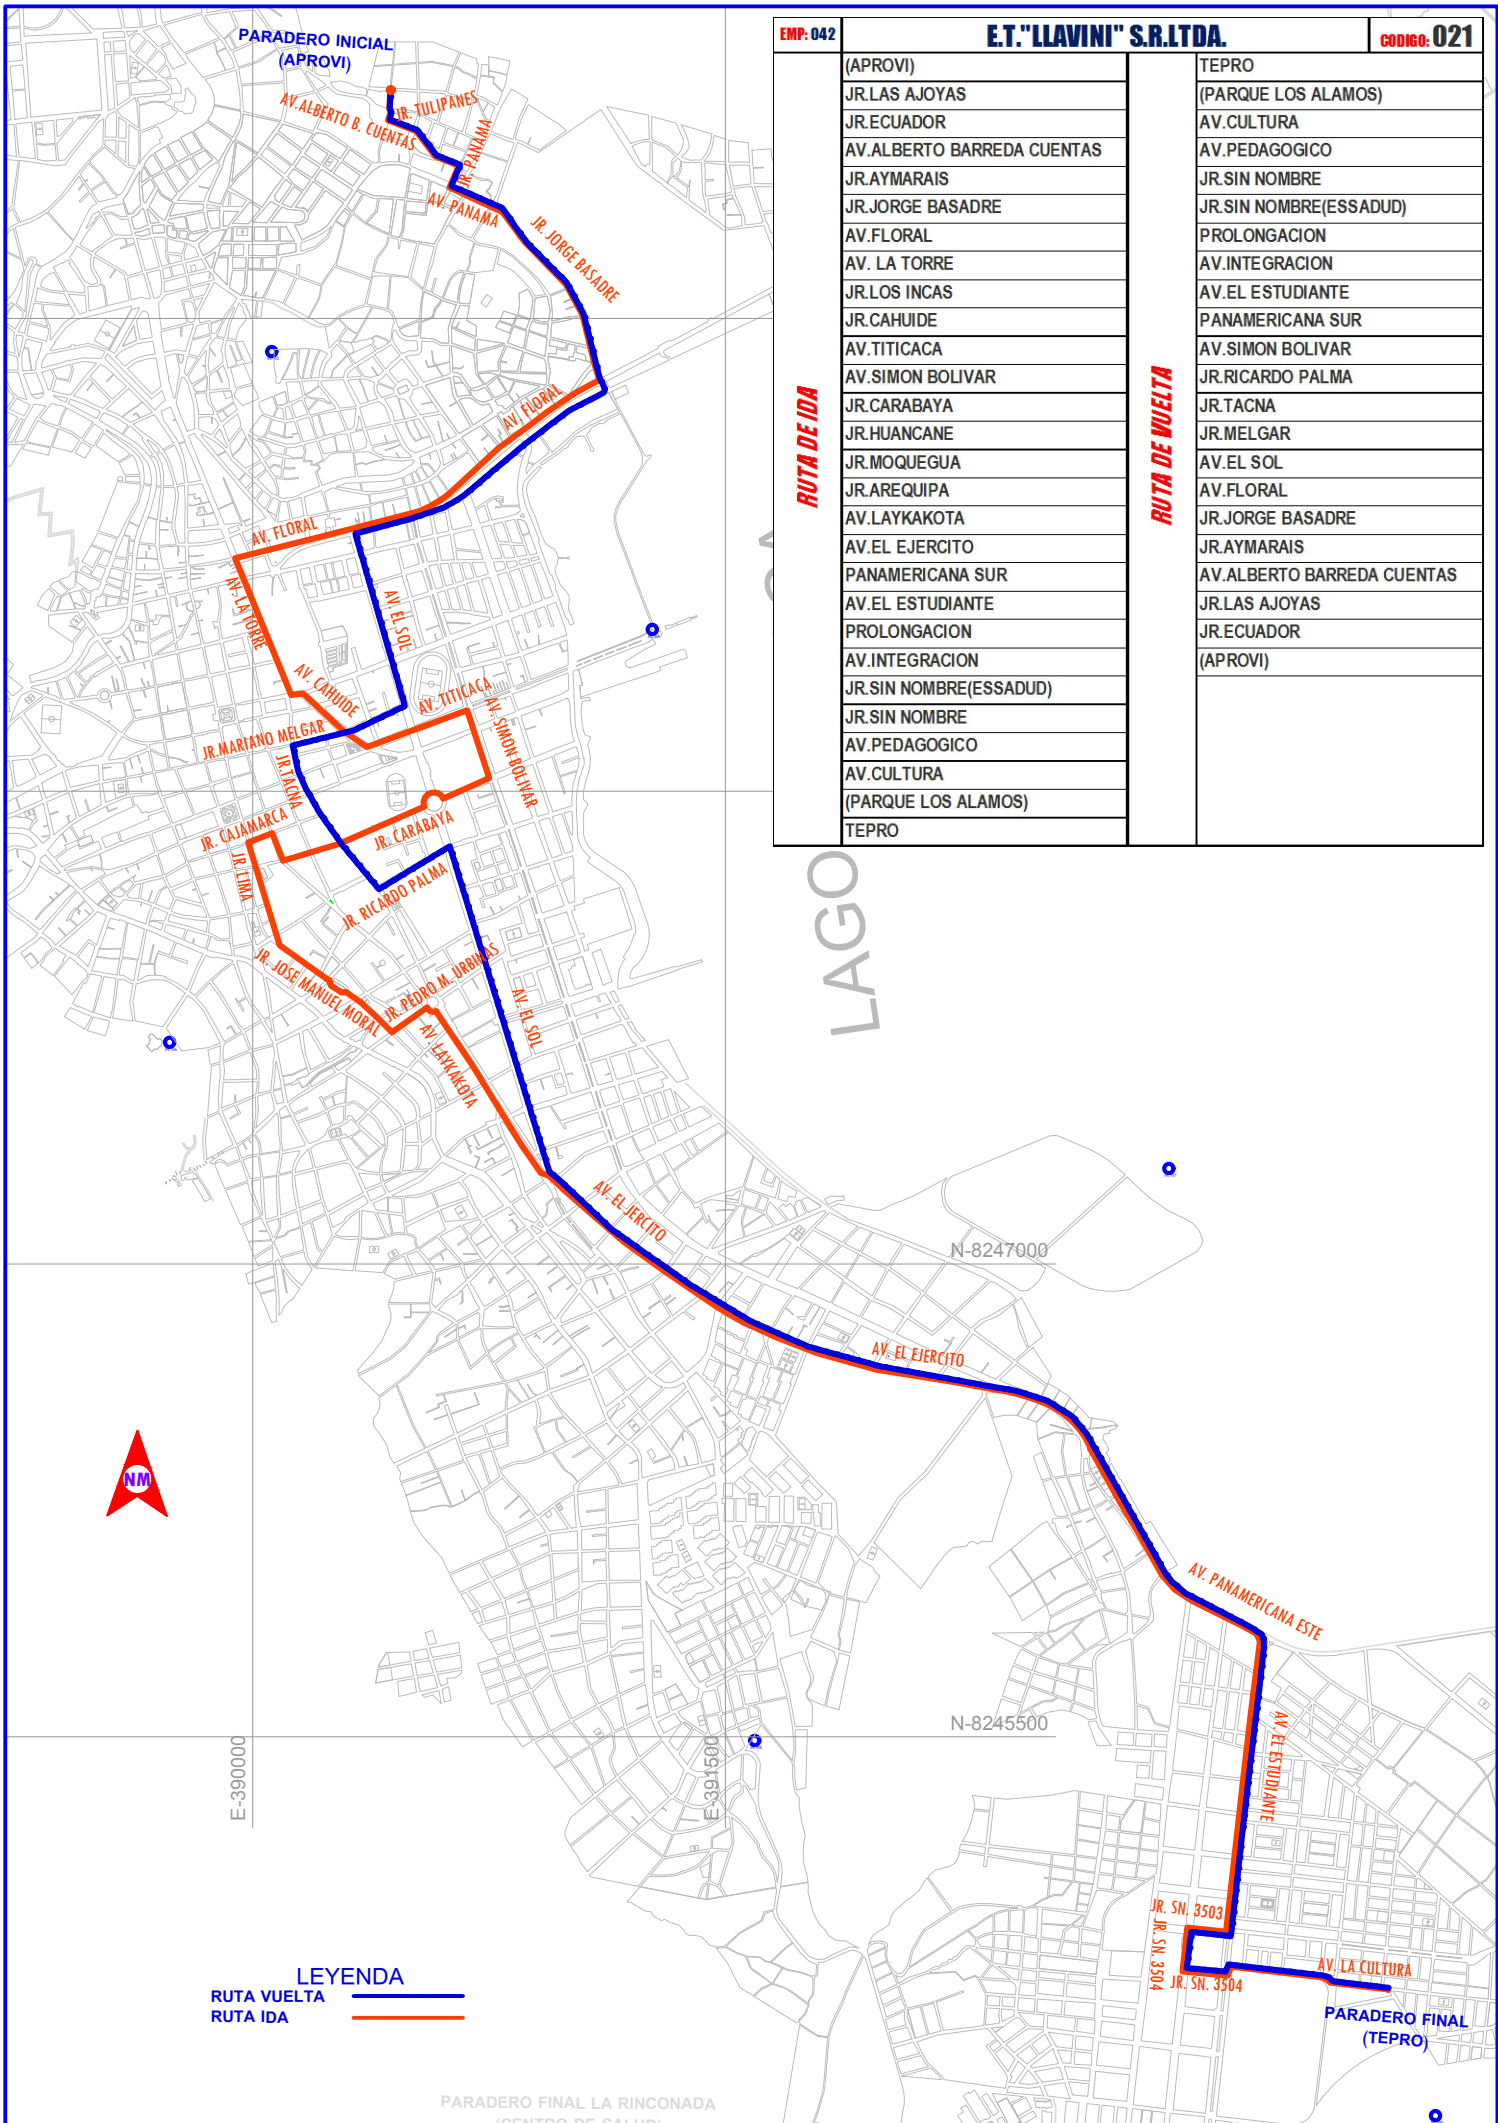 PARADERO INICIAL
(APROVI)
EMP: 042
E.T."LLAVINI" S.R.LTDA.
CODIGO: 021
RUTA DE IDA
(APROVI)
JR.LAS AJOYAS
JR.ECUADOR
AV.ALBERTO BARREDA CUENTAS
JR.AYMARAIS
JR.JORGE BASADRE
AV.FLORAL
AV. LA TORRE
JR.LOS INCAS
JR.CAHUIDE
AV.TITICACA
AV.SIMON BOLIVAR
JR.CARABAYA
JR.HUANCANE
JR.MOQUEGUA
JR.AREQUIPA
AV.LAYKAKOTA
AV.EL EJERCITO
PANAMERICANA SUR
AV.EL ESTUDIANTE
PROLONGACION
AV.INTEGRACION
JR.SIN NOMBRE(ESSADUD)
JR.SIN NOMBRE
AV.PEDAGOGICO
AV.CULTURA
(PARQUE LOS ALAMOS)
TEPRO
RUTA DE VUELTA
TEPRO
(PARQUE LOS ALAMOS)
AV.CULTURA
AV.PEDAGOGICO
JR.SIN NOMBRE
JR.SIN NOMBRE(ESSADUD)
PROLONGACION
AV.INTEGRACION
AV.EL ESTUDIANTE
PANAMERICANA SUR
AV.SIMON BOLIVAR
JR.RICARDO PALMA
JR.TACNA
JR.MELGAR
AV.EL SOL
AV.FLORAL
JR.JORGE BASADRE
JR.AYMARAIS
AV.ALBERTO BARREDA CUENTAS
JR.LAS AJOYAS
JR.ECUADOR
(APROVI)
JR. TULIPANES
AV.ALBERTO B. CUENTAS
JR. PANAMA
AV. PANAMA
JR. JORGE BASADRE
AV. FLORAL
AV. FLORAL
AV. LA TORRE
AV. EL SOL
AV. CAHUIDE
AV. TITICACA
AV. SIMON BOLIVAR
JR.MARIANO MELGAR
JR.TACNA
JR. CAJAMARCA
JR. CARABAYA
JR. LIMA
JR. RICARDO PALMA
LAGO
JR. JOSE MANUEL MORAL
JR. PEDRO M. URBINAS
AV. LAYKAKOTA
AV. EL SOL
AV. EL JERCITO
N-8247000
AV. EL EJERCITO
NM
AV. PANAMERICANA ESTE
N-8245500
E-390000
E-391500
AV. EL ESTUDIANTE
JR. SN. 3503
JR. SN. 3504
JR. SN. 3504
AV. LA CULTURA
PARADERO FINAL
(TEPRO)
LEYENDA
RUTA VUELTA
RUTA IDA
PARADERO FINAL LA RINCONADA
(CENTRO DE SALUD)